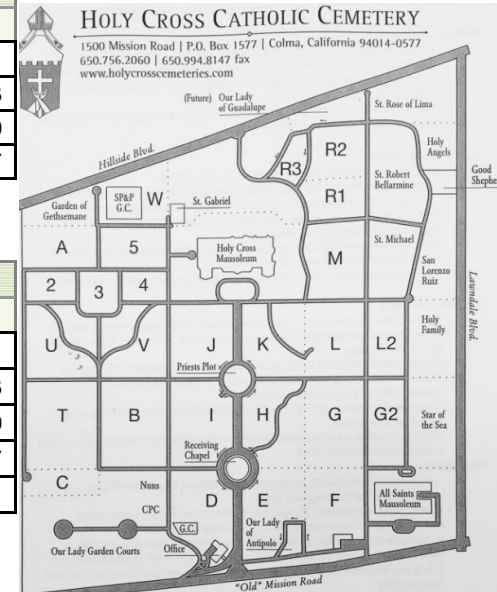 HOLY CROSS CATHOLIC CEMETERY
1500 Mission Road | P.O. Box 1577 | Colma, California 94014-0577
650.756.2060 | 650.994.8147 fax
www.holycrosscemeteries.com
(Future) Our Lady
of Guadalupe
St. Rose of Lima
Hillside Blvd.
R3
R2
R1
Holy
Angels
St. Robert
Bellarmine
Good
Garden of
Gethsemane
SP&P
G.C.
W
St. Gabriel
A
5
Holy Cross
Mausoleum
M
St. Michael
San
Lorenzo
Ruiz
Lawndale Blvd.
2
3
4
U
V
J
K
L
L2
Holy
Family
Priests Plot
T
B
I
H
G
G2
Star of
the Sea
Receiving
Chapel
C
Nuns
CPC
D
E
F
All Saints
Mausoleum
G.C.
Our Lady
of
Antipolo
Our Lady Garden Courts
Office
"Old" Mission Road